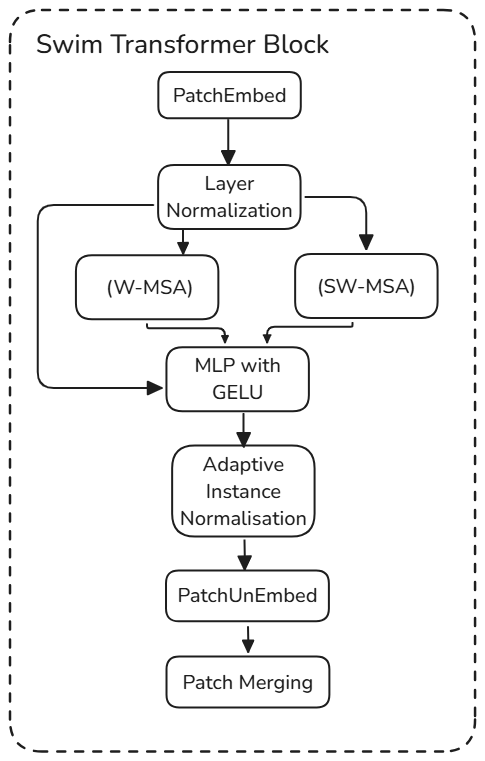 Swim Transformer Block
PatchEmbed
Layer
Normalization
(W-MSA)
(SW-MSA)
MLP with
GELU
Adaptive
Instance
Normalisation
PatchUnEmbed
Patch Merging